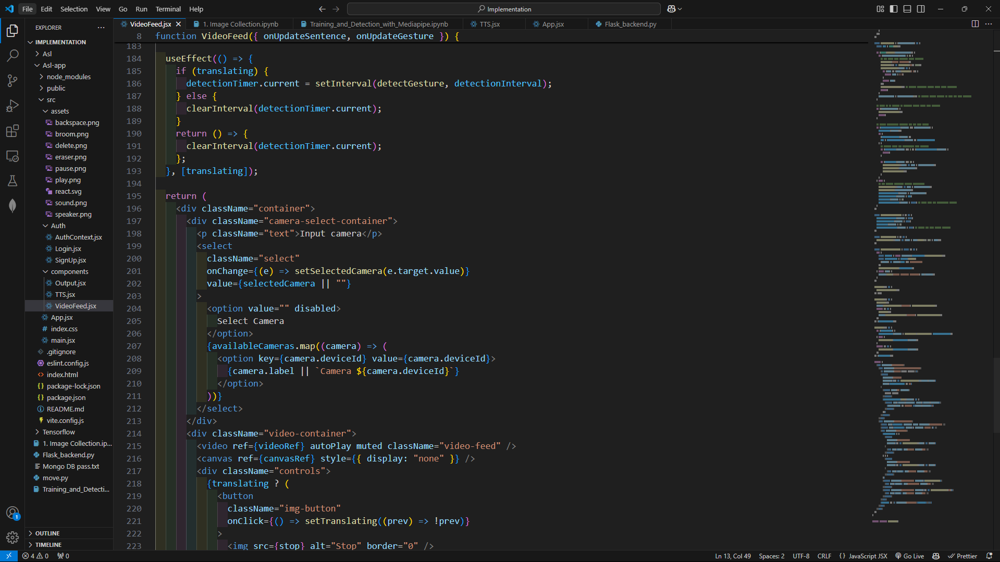 File Edit Selection View Go Run Terminal Help
Implementation
EXPLORER
IMPLEMENTATION
Asl
Asl-app
node_modules
public
src
assets
backspace.png
broom.png
delete.png
eraser.png
pause.png
play.png
react.svg
sound.png
speaker.png
Auth
AuthContext.jsx
Login.jsx
SignUp.jsx
components
Output.jsx
TTS.jsx
VideoFeed.jsx
App.jsx
index.css
main.jsx
.gitignore
eslint.config.js
index.html
package-lock.json
package.json
README.md
vite.config.js
Tensorflow
1. Image Collection.ip...
Flask_backend.py
Mongo DB pass.txt
move.py
Training_and_Detecti...
OUTLINE
TIMELINE
1
VideoFeed.jsx 1. Image Collection.ipynb Training_and_Detection_with_Mediapipe.ipynb TTS.jsx App.jsx Flask_backend.py
8 function VideoFeed({ onUpdateSentence, onUpdateGesture }) {
183
184 useEffect(() => {
185 if (translating) {
186 detectionTimer.current = setInterval(detectGesture, detectionInterval);
187 } else {
188 clearInterval(detectionTimer.current);
189 }
190 return () => {
191 clearInterval(detectionTimer.current);
192 };
193 }, [translating]);
194
195 return (
196 <div className="container">
197 <div className="camera-select-container">
198 <p className="text">Input camera</p>
199 <select
200 className="select"
201 onChange={(e) => setSelectedCamera(e.target.value)}
202 value={selectedCamera || ""}
203 >
204 <option value="" disabled>
205 Select Camera
206 </option>
207 {availableCameras.map((camera) => (
208 <option key={camera.deviceId} value={camera.deviceId}>
209 {camera.label || `Camera ${camera.deviceId}`}
210 </option>
211 ))}
212 </select>
213 </div>
214 <div className="video-container">
215 <video ref={videoRef} autoPlay muted className="video-feed" />
216 <canvas ref={canvasRef} style={{ display: "none" }} />
217 <div className="controls">
218 {translating ? (
219 <button
220 className="img-button"
221 onClick={() => setTranslating((prev) => !prev)}
222 >
223 <img src={stop} alt="Stop" border="0" />
4 0 0 Ln 13, Col 49 Spaces: 2 UTF-8 CRLF {} JavaScript JSX Go Live Prettier